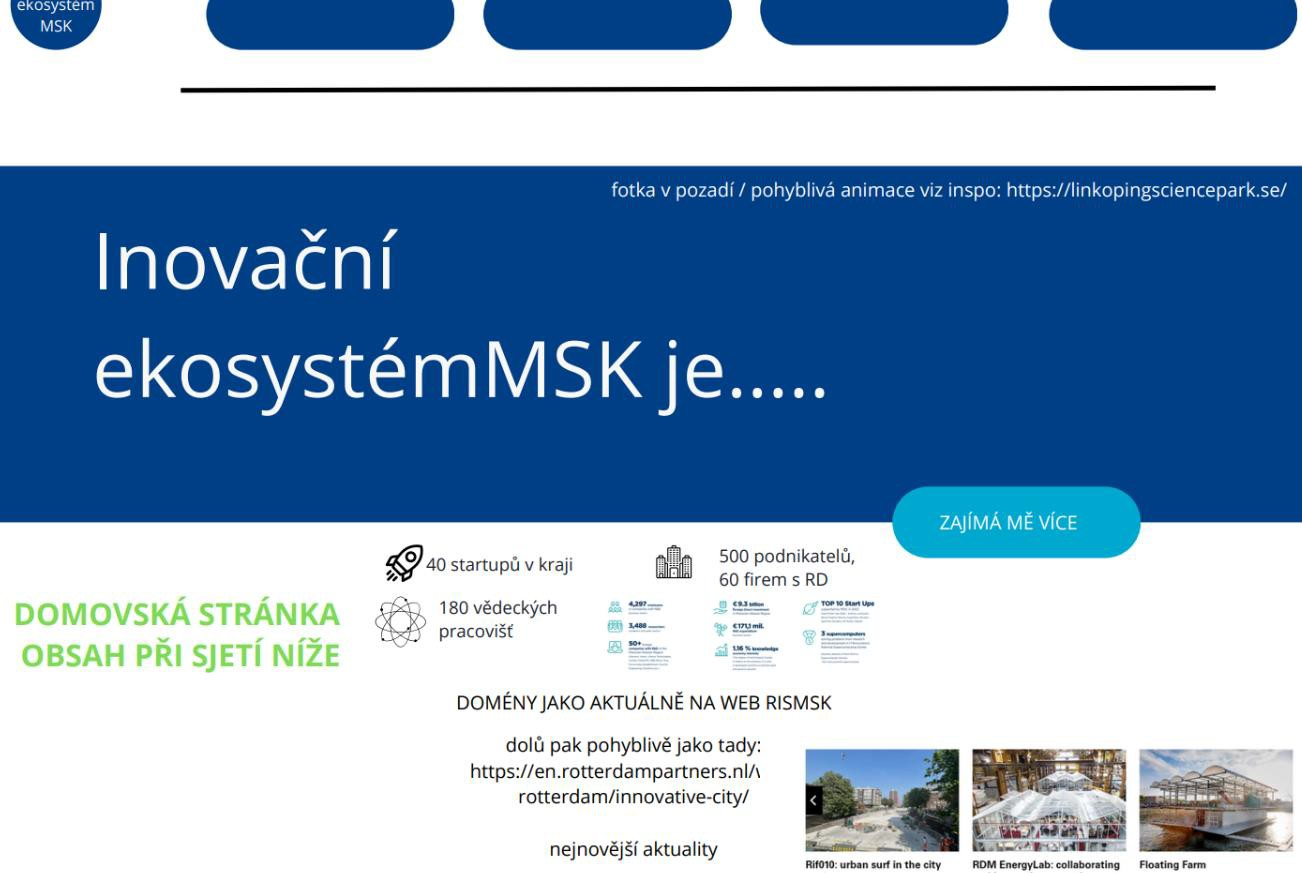 ekosystém
MSK
fotka v pozadí / pohyblivá animace viz inspo: https://linkopingsciencepark.se/
Inovační
ekosystémMSK je.....
ZAJÍMÁ MĚ VÍCE
40 startupů v kraji
500 podnikatelů,
60 firem s RD
180 vědeckých
pracovišť
DOMOVSKÁ STRÁNKA
OBSAH PŘI SJETÍ NÍŽE
4,297
3,488
50+
€9.3 billion
€171,1 mil.
1.16 % knowledge
TOP 10 Start Ups
3 supercomputers
DOMÉNY JAKO AKTUÁLNĚ NA WEB RISMSK
dolů pak pohyblivě jako tady:
https://en.rotterdampartners.nl/
rotterdam/innovative-city/
nejnovější aktuality
Rif010: urban surf in the city
RDM EnergyLab: collaborating
Floating Farm